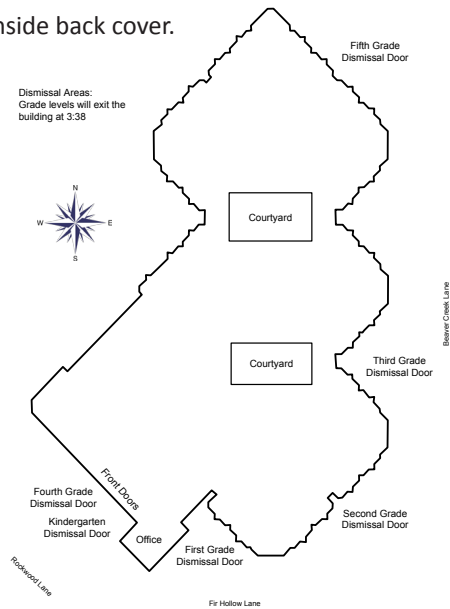 nside back cover.
Fifth Grade
Dismissal Door
Dismissal Areas:
Grade levels will exit the
building at 3:38
N
W
E
S
Courtyard
Beaver Creek Lane
Courtyard
Third Grade
Dismissal Door
Front Doors
Fourth Grade
Dismissal Door
Kindergarten
Dismissal Door
Office
Second Grade
Dismissal Door
First Grade
Dismissal Door
Rockwood Lane
Fir Hollow Lane